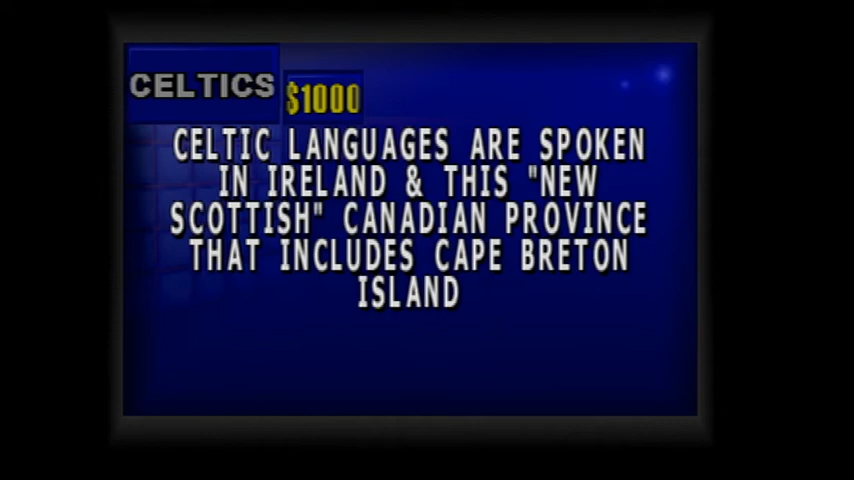 CELTICS
$1000
CELTIC LANGUAGES ARE SPOKEN
IN IRELAND & THIS "NEW
SCOTTISH" CANADIAN PROVINCE
THAT INCLUDES CAPE BRETON
ISLAND